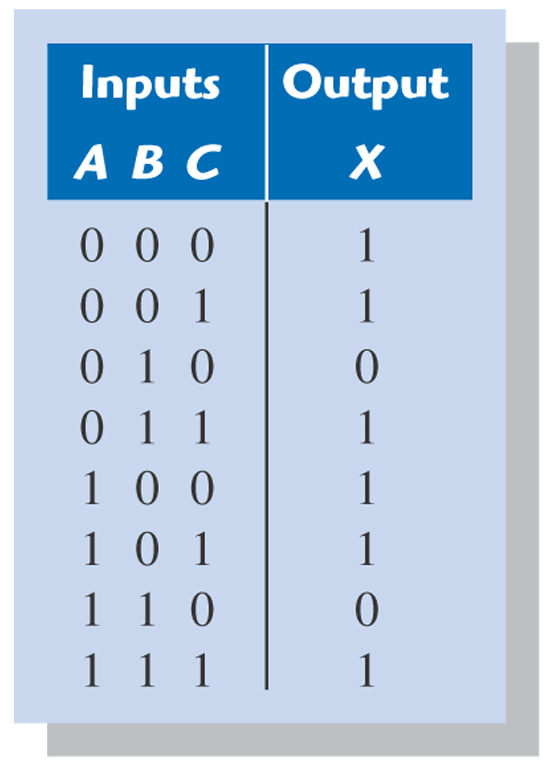 Inputs Output
A B C X
0 0 0 1
0 0 1 1
0 1 0 0
0 1 1 1
1 0 0 1
1 0 1 1
1 1 0 0
1 1 1 1